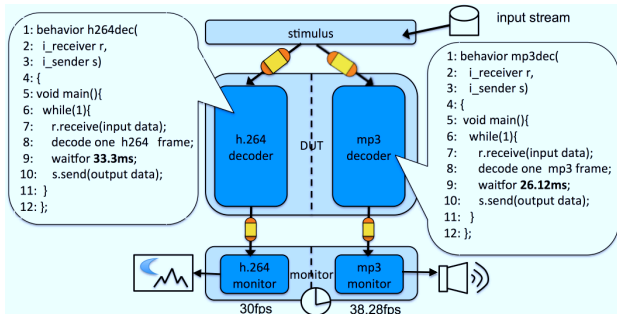 input stream
stimulus
1: behavior h264dec(
2: i_receiver r,
3: i_sender s)
4: {
5: void main(){
6: while(1){
7: r.receive(input data);
8: decode one h264 frame;
9: waitfor 33.3ms;
10: s.send(output data);
11: }
12: };
h.264
decoder
DUT
mp3
decoder
1: behavior mp3dec(
2: i_receiver r,
3: i_sender s)
4: {
5: void main(){
6: while(1){
7: r.receive(input data);
8: decode one mp3 frame;
9: waitfor 26.12ms;
10: s.send(output data);
11: }
12: };
h.264
monitor
monitor
mp3
monitor
30fps
38.28fps